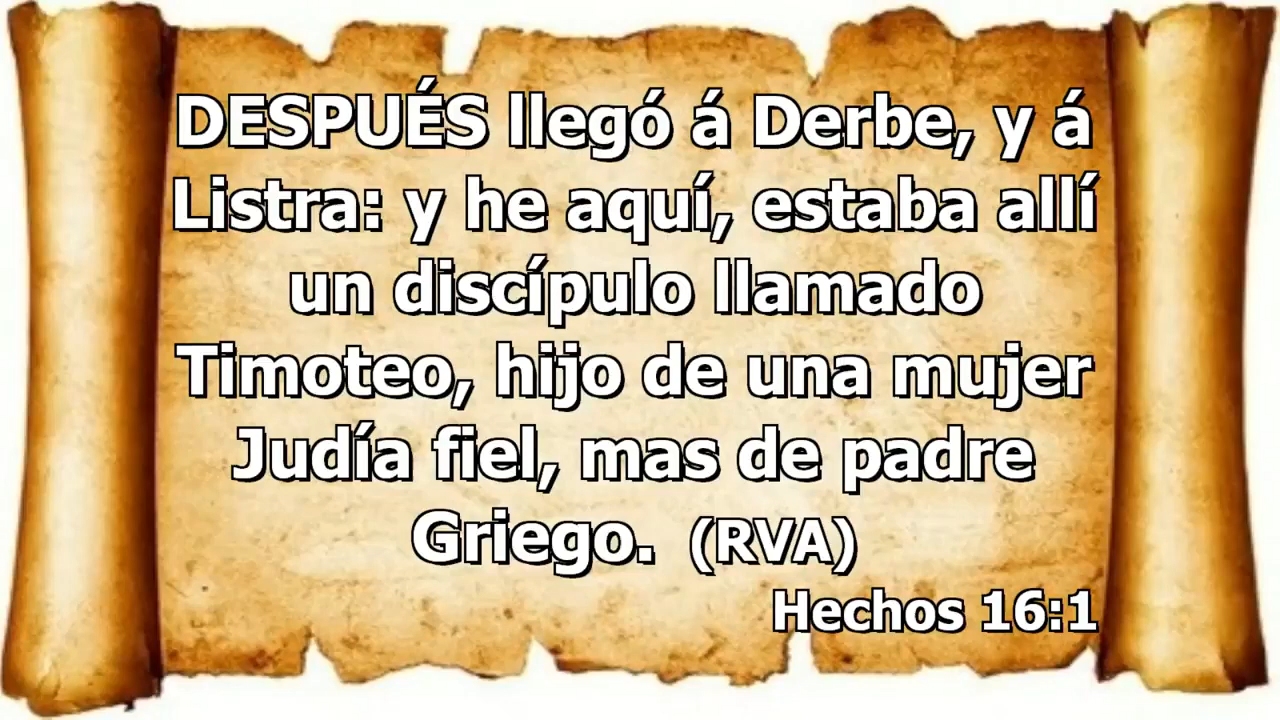 DESPUÉS llegó á Derbe, y á
Listra: y he aquí, estaba allí
un discípulo llamado
Timoteo, hijo de una mujer
Judía fiel, mas de padre
Griego. (RVA)
Hechos 16:1